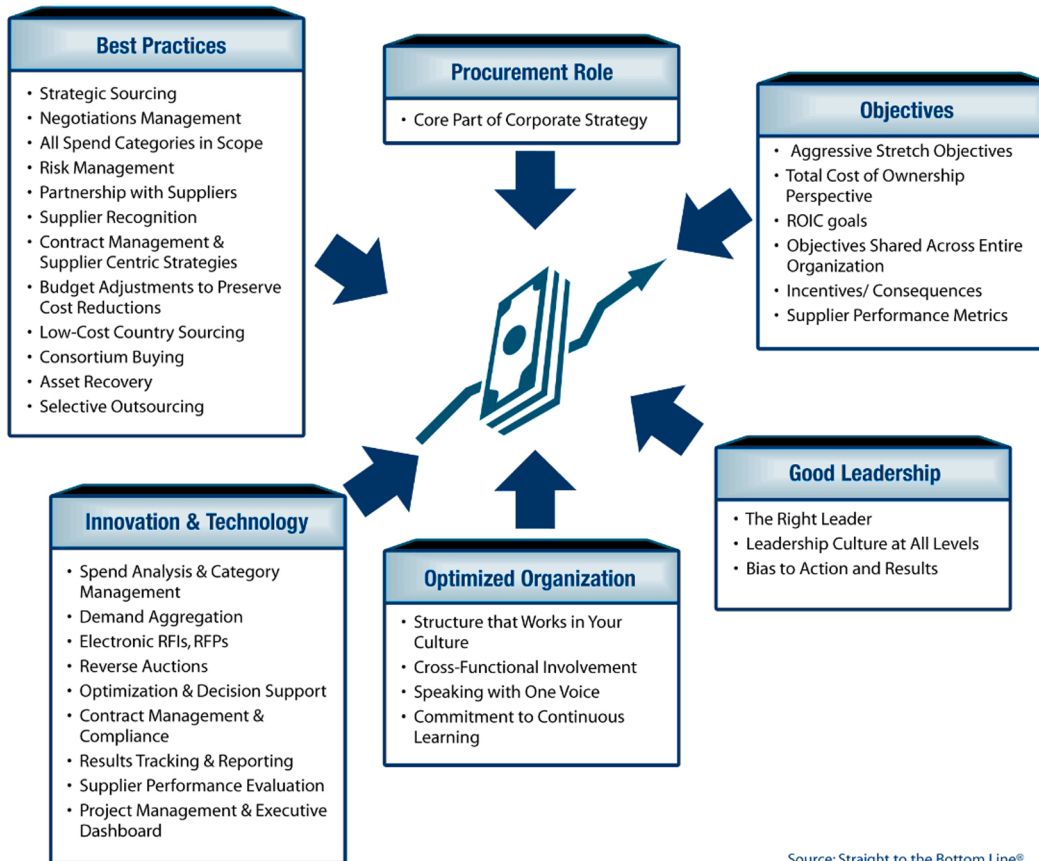 Best Practices
• Strategic Sourcing
• Negotiations Management
• All Spend Categories in Scope
• Risk Management
• Partnership with Suppliers
• Supplier Recognition
• Contract Management &
Supplier Centric Strategies
• Budget Adjustments to Preserve
Cost Reductions
• Low-Cost Country Sourcing
• Consortium Buying
• Asset Recovery
• Selective Outsourcing
Procurement Role
• Core Part of Corporate Strategy
Objectives
• Aggressive Stretch Objectives
• Total Cost of Ownership
Perspective
• ROIC goals
• Objectives Shared Across Entire
Organization
• Incentives/ Consequences
• Supplier Performance Metrics
Innovation & Technology
• Spend Analysis & Category
Management
• Demand Aggregation
• Electronic RFIs, RFPs
• Reverse Auctions
• Optimization & Decision Support
• Contract Management &
Compliance
• Results Tracking & Reporting
• Supplier Performance Evaluation
• Project Management & Executive
Dashboard
Optimized Organization
• Structure that Works in Your
Culture
• Cross-Functional Involvement
• Speaking with One Voice
• Commitment to Continuous
Learning
Good Leadership
• The Right Leader
• Leadership Culture at All Levels
• Bias to Action and Results
Source: Straight to the Bottom Line®